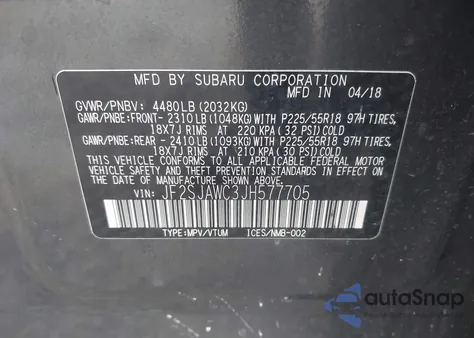 MFD BY SUBARU CORPORATION
MFD IN 04/18
GVWR/PNBV: 4480LB(2032KG)
GAWR/PNBE:FRONT- 2310LB(1048KG)WITH P225/55R18 97H TIRES,
18X7J RIMS AT 220 KPA(32 PSI)COLD
GAWR/PNBE:REAR - 2410LB(1093KG)WITH P225/55R18 97H TIRES,
18X7J RIMS AT 210 KPA(30 PSI)COLD
THIS VEHICLE CONFORMS TO ALL APPLICABLE FEDERAL MOTOR
VEHICLE SAFETY AND BUMPER STANDARDS IN EFFECT ON THE
DATE OF MANUFACTURE SHOWN ABOVE.
VIN: JF2SJAWC3JH577705
TYPE:MPV/VTUM ICES/NMB-002
autoSnap